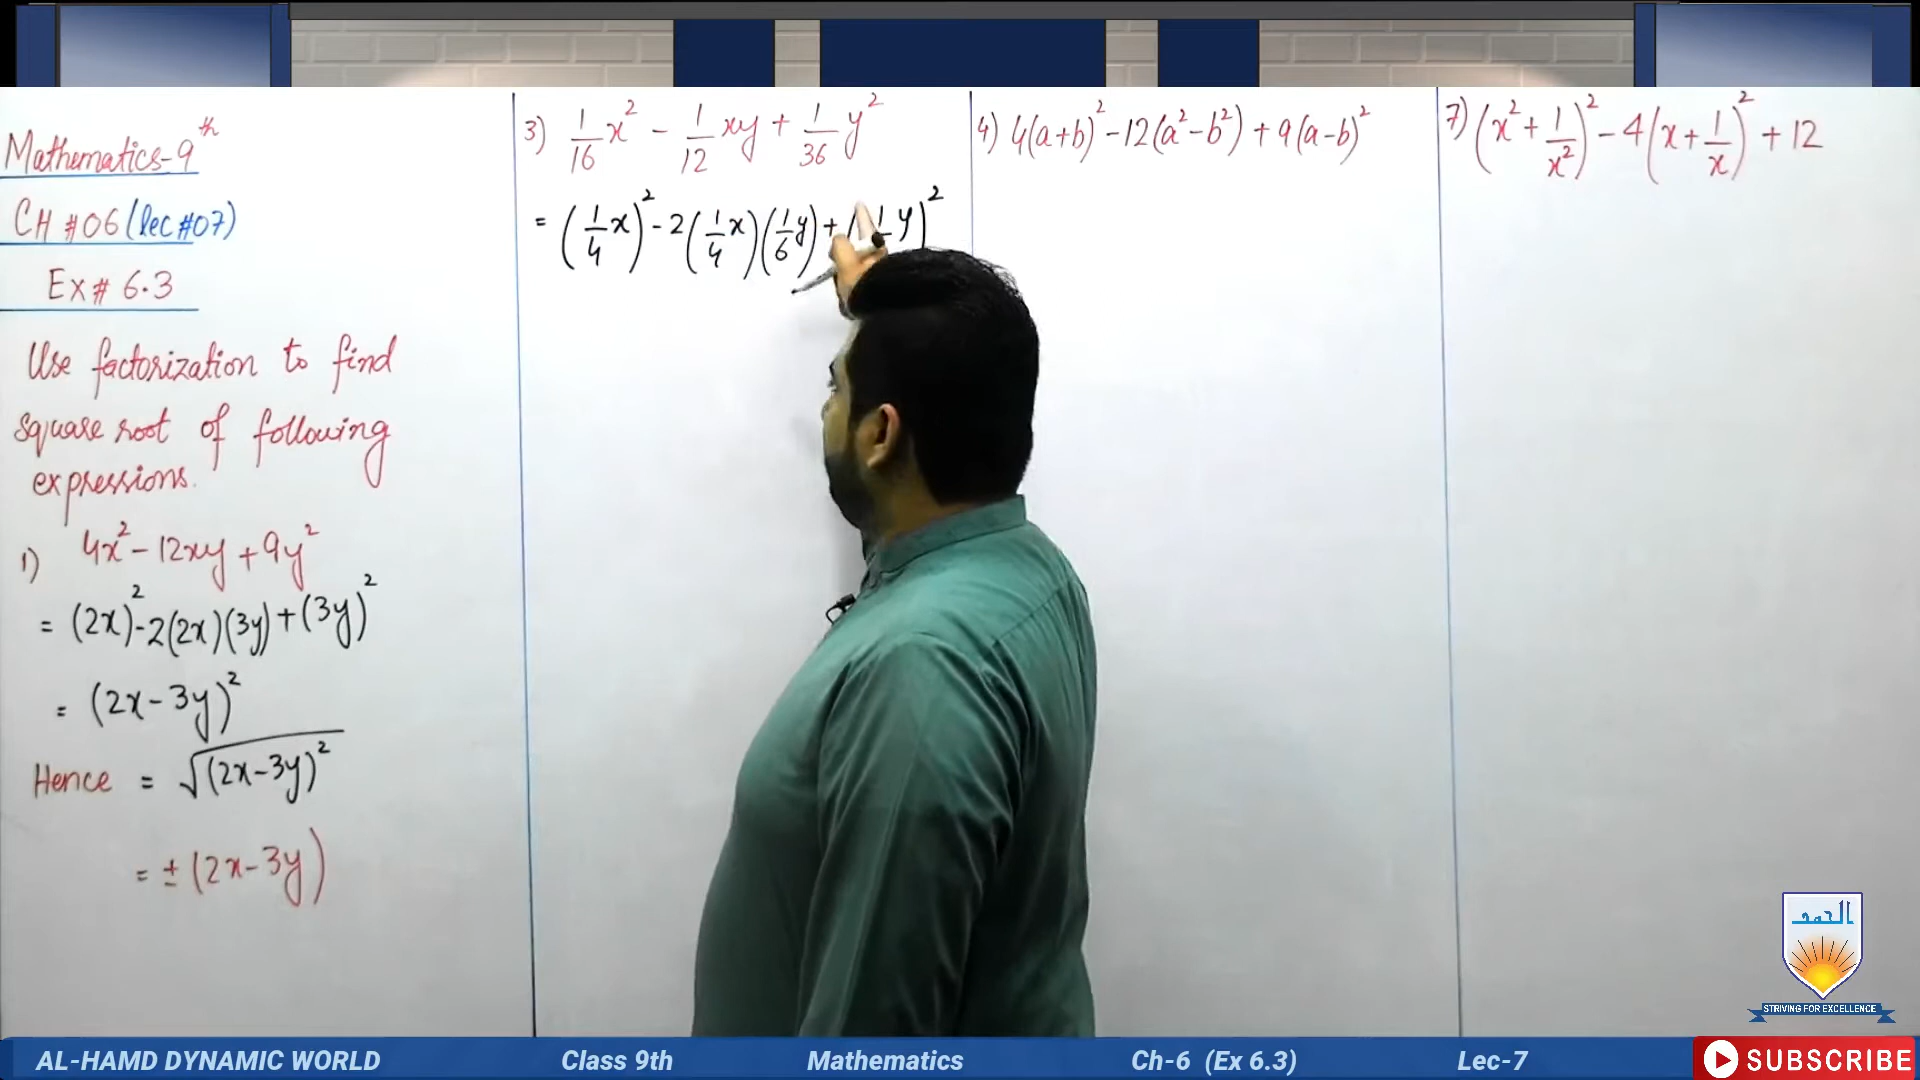 Mathematics-9th
CH #06 (lec #07)
Ex# 6.3
Use factorization to find
square root of following
expressions.
1) 4x² - 12xy + 9y²
= (2x)² - 2(2x)(3y) + (3y)²
= (2x - 3y)²
Hence = √(2x - 3y)²
= ± (2x - 3y)
3) 1/16 x² - 1/12 xy + 1/36 y²
= (1/4 x)² - 2(1/4 x)(1/6 y) + (1 y)²
4) 4(a+b)² - 12(a² - b²) + 9(a-b)²
7) (x² + 1/x²)² - 4(x + 1/x)² + 12
الحمد
STRIVING FOR EXCELLENCE
AL-HAMD DYNAMIC WORLD Class 9th Mathematics Ch-6 (Ex 6.3) Lec-7 SUBSCRIBE